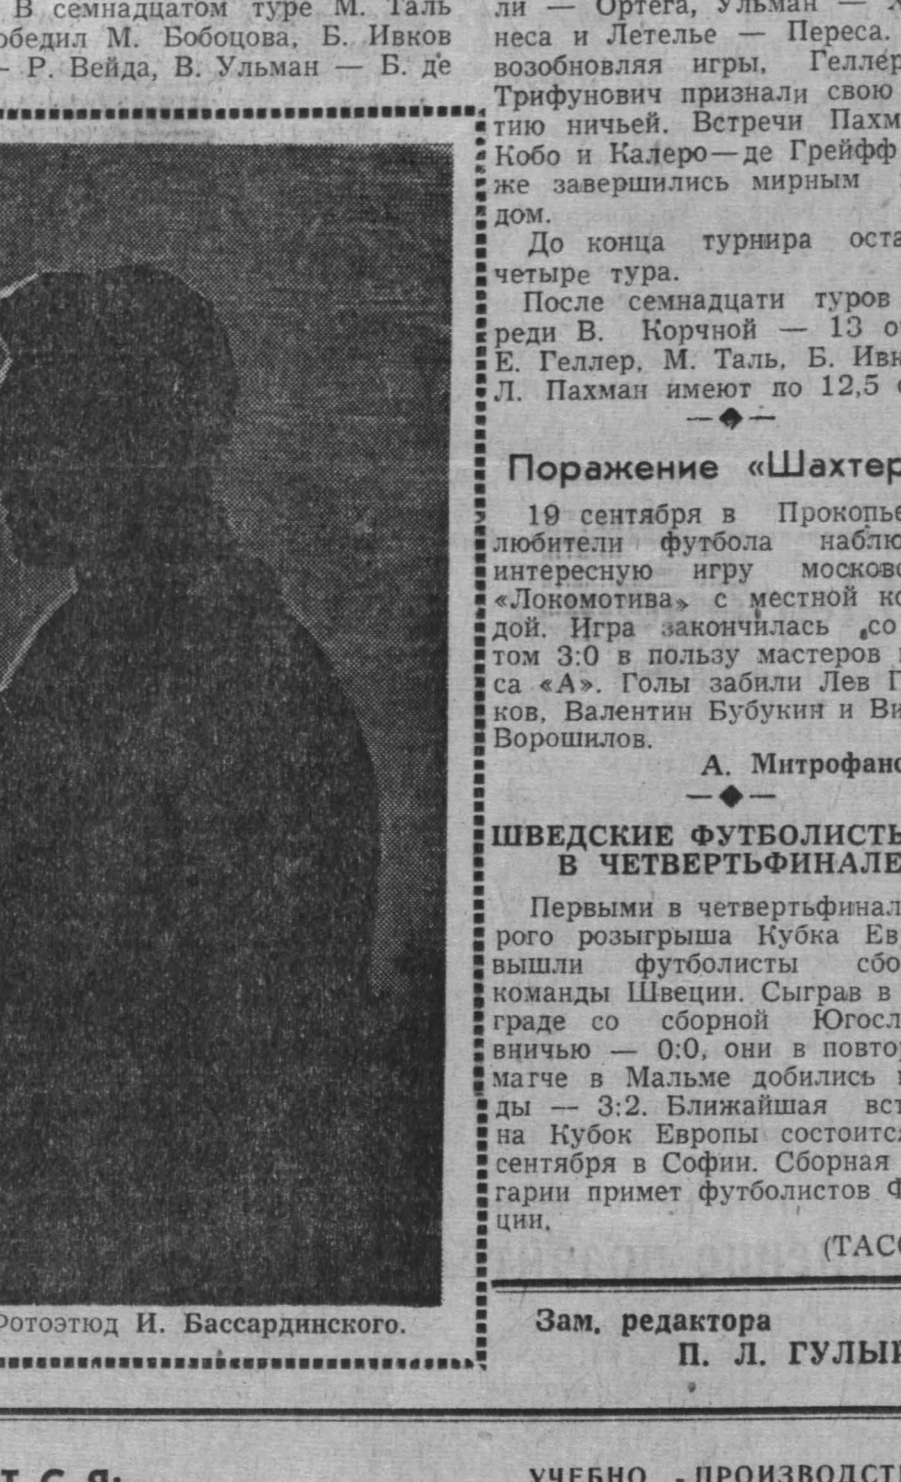 В семнадцатом туре М. Таль
обедил М. Бобоцова, Б. Ивков
— Р. Вейда, В. Ульман — Б. де
Фотоэтюд И. Бассардинского.
ли — Ортега, Ульман —
неса и Летелье — Переса.
возобновляя игры, Геллер
Трифунович признали свою
тию ничьей. Встречи Пахм
Кобо и Калеро—де Грейфф
же завершились мирным
дом.
До конца турнира оста
четыре тура.
После семнадцати туров
реди В. Корчной — 13 о
Е. Геллер, М. Таль, Б. Ивк
Л. Пахман имеют по 12,5
Поражение «Шахтер
19 сентября в Прокопье
любители футбола наблю
интересную игру московс
«Локомотива» с местной ко
дой. Игра закончилась со
том 3:0 в пользу мастеров
са «А». Голы забили Лев Г
ков, Валентин Бубукин и Ви
Ворошилов.
А. Митрофано
ШВЕДСКИЕ ФУТБОЛИСТЫ
В ЧЕТВЕРТЬФИНАЛЕ
Первыми в четвертьфинал
рого розыгрыша Кубка Ев
вышли футболисты сбо
команды Швеции. Сыграв в
граде со сборной Югосл
вничью — 0:0, они в повтор
матче в Мальме добились
ды — 3:2. Ближайшая вст
на Кубок Европы состоится
сентября в Софии. Сборная
гарии примет футболистов Ф
ции.
(ТАСС
Зам. редактора
П. Л. ГУЛЫ
Т С Я:
УЧЕБНО - ПРОИЗВОДСТ